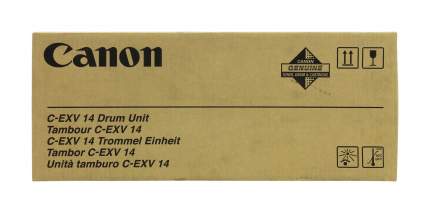 Canon
CANON
GENUINE
C-EXV 14 Drum Unit
Tambour C-EXV 14
C-EXV 14 Trommel Einheit
Tambor C-EXV 14
Unità tamburo C-EXV 14